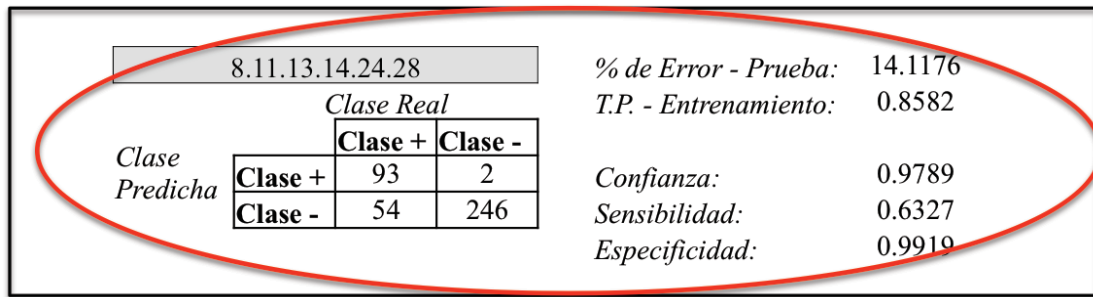 8.11.13.14.24.28
Clase Real
Clase + Clase -
Clase Predicha
Clase + 93 2
Clase - 54 246
% de Error - Prueba: 14.1176
T.P. - Entrenamiento: 0.8582
Confianza: 0.9789
Sensibilidad: 0.6327
Especificidad: 0.9919